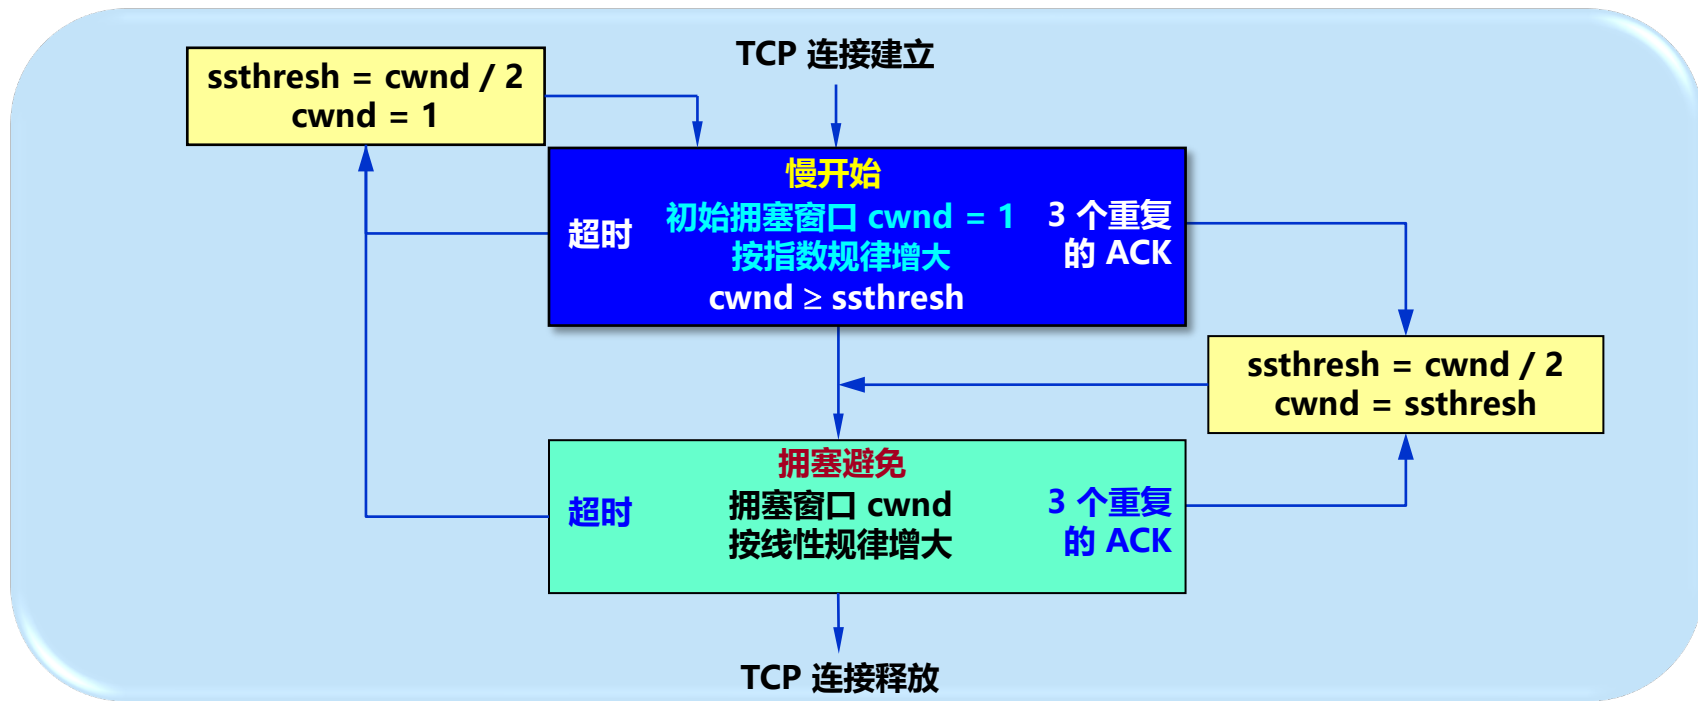 TCP 连接建立
ssthresh = cwnd / 2
cwnd = 1
慢开始
超时
初始拥塞窗口 cwnd = 1
按指数规律增大
cwnd ≥ ssthresh
3 个重复
的 ACK
ssthresh = cwnd / 2
cwnd = ssthresh
拥塞避免
超时
拥塞窗口 cwnd
按线性规律增大
3 个重复
的 ACK
TCP 连接释放